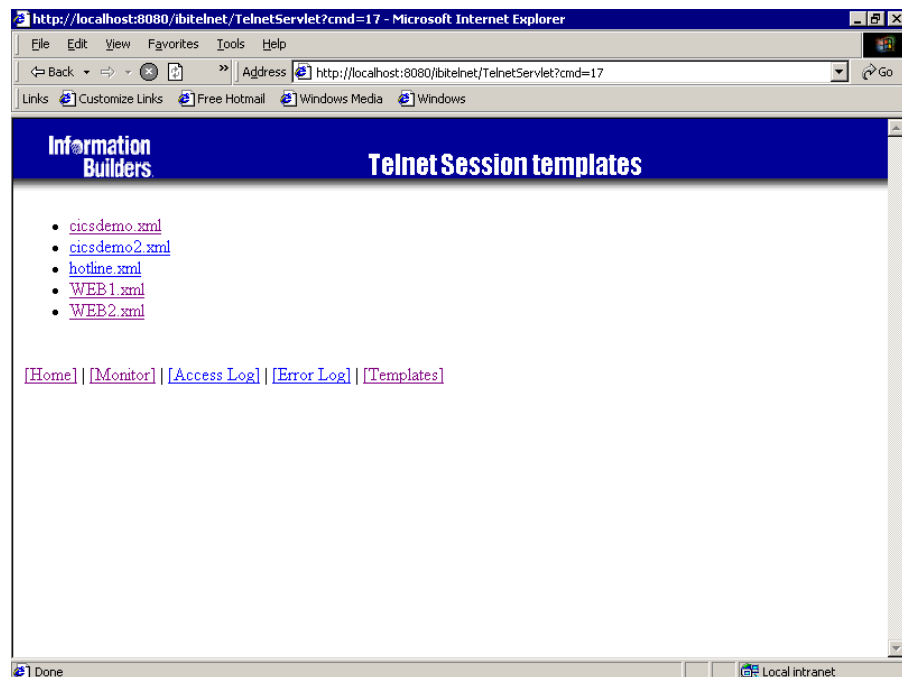 http://localhost:8080/ibitelnet/TelnetServlet?cmd=17 - Microsoft Internet Explorer
File Edit View Favorites Tools Help
Back » Address http://localhost:8080/ibitelnet/TelnetServlet?cmd=17 Go
Links Customize Links Free Hotmail Windows Media Windows
Information
Builders.
Telnet Session templates
cicsdemo.xml
cicsdemo2.xml
hotline.xml
WEB1.xml
WEB2.xml
[Home] | [Monitor] | [Access Log] | [Error Log] | [Templates]
Done Local intranet